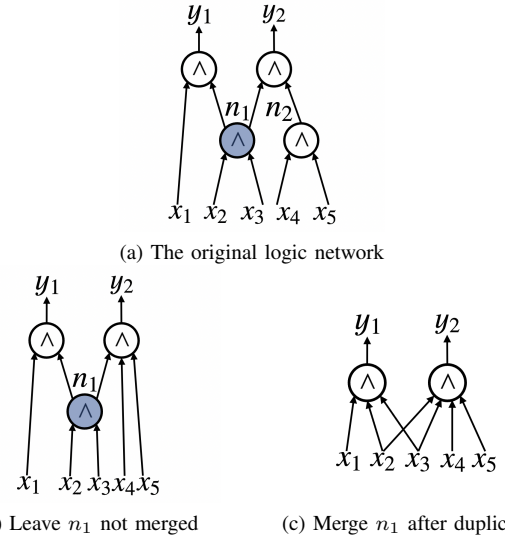 y1 y2
∧ ∧
n1 n2
∧ ∧
x1 x2 x3 x4 x5
(a) The original logic network
y1 y2
∧ ∧
n1
∧
x1 x2 x3 x4 x5
) Leave n1 not merged
y1 y2
∧ ∧
x1 x2 x3 x4 x5
(c) Merge n1 after duplic